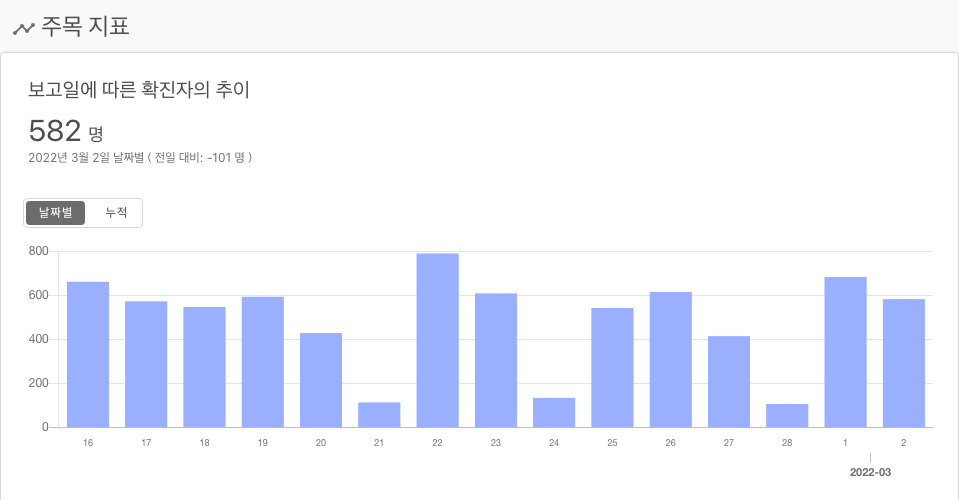 주목 지표
보고일에 따른 확진자의 추이
582 명
2022년 3월 2일 날짜별 ( 전일 대비: -101 명 )
날짜별 누적
800
600
400
200
0
16 17 18 19 20 21 22 23 24 25 26 27 28 1 2
2022-03